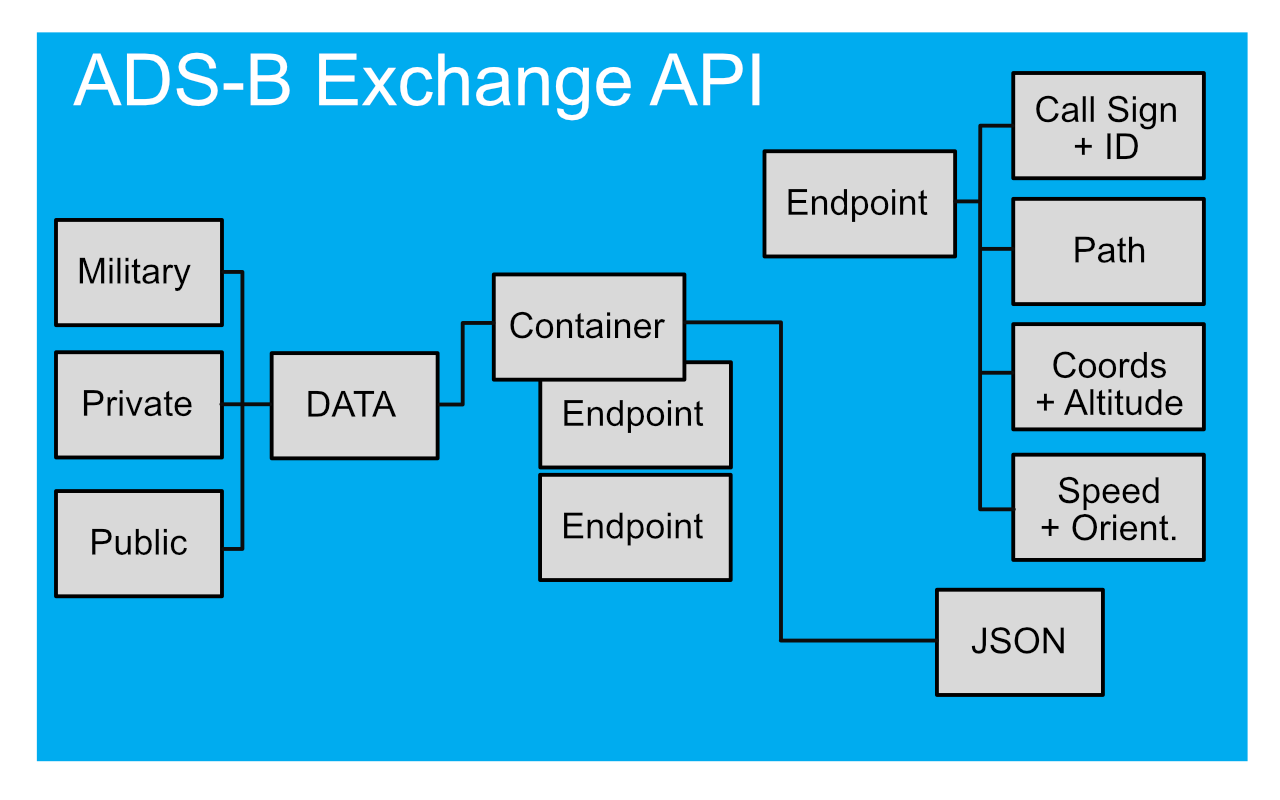 ADS-B Exchange API
Military
Private
Public
DATA
Container
Endpoint
Endpoint
Endpoint
Call Sign
+ ID
Path
Coords
+ Altitude
Speed
+ Orient.
JSON